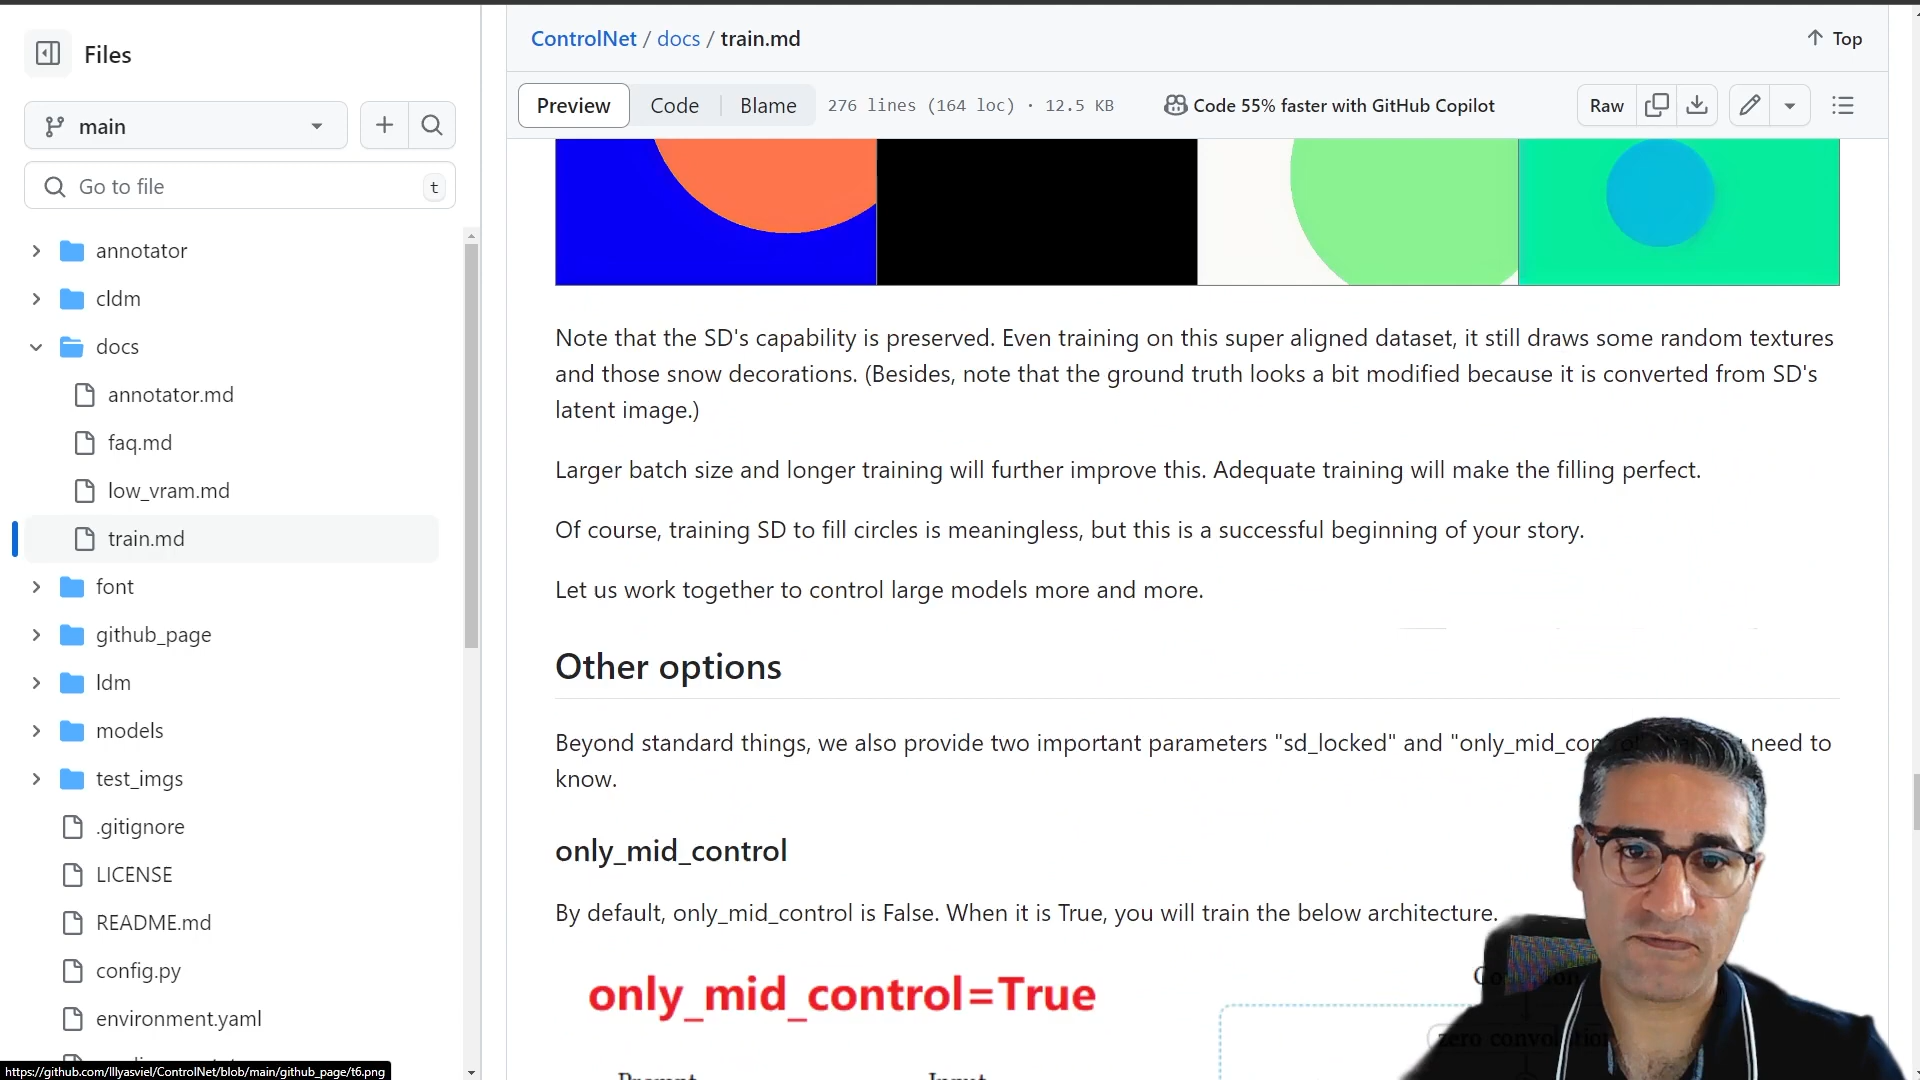 Files
main
Go to file
t
annotator
cldm
docs
annotator.md
faq.md
low_vram.md
train.md
font
github_page
ldm
models
test_imgs
.gitignore
LICENSE
README.md
config.py
environment.yaml
https://github.com/lllyasviel/ControlNet/blob/main/github_page/t6.png
ControlNet / docs / train.md
Top
Preview Code Blame 276 lines (164 loc) · 12.5 KB Code 55% faster with GitHub Copilot Raw
Note that the SD's capability is preserved. Even training on this super aligned dataset, it still draws some random textures
and those snow decorations. (Besides, note that the ground truth looks a bit modified because it is converted from SD's
latent image.)
Larger batch size and longer training will further improve this. Adequate training will make the filling perfect.
Of course, training SD to fill circles is meaningless, but this is a successful beginning of your story.
Let us work together to control large models more and more.
Other options
Beyond standard things, we also provide two important parameters "sd_locked" and need to
know.
only_mid_control
By default, only_mid_control is False. When it is True, you will train the below architecture.
only_mid_control=True
zero
Prompt Input